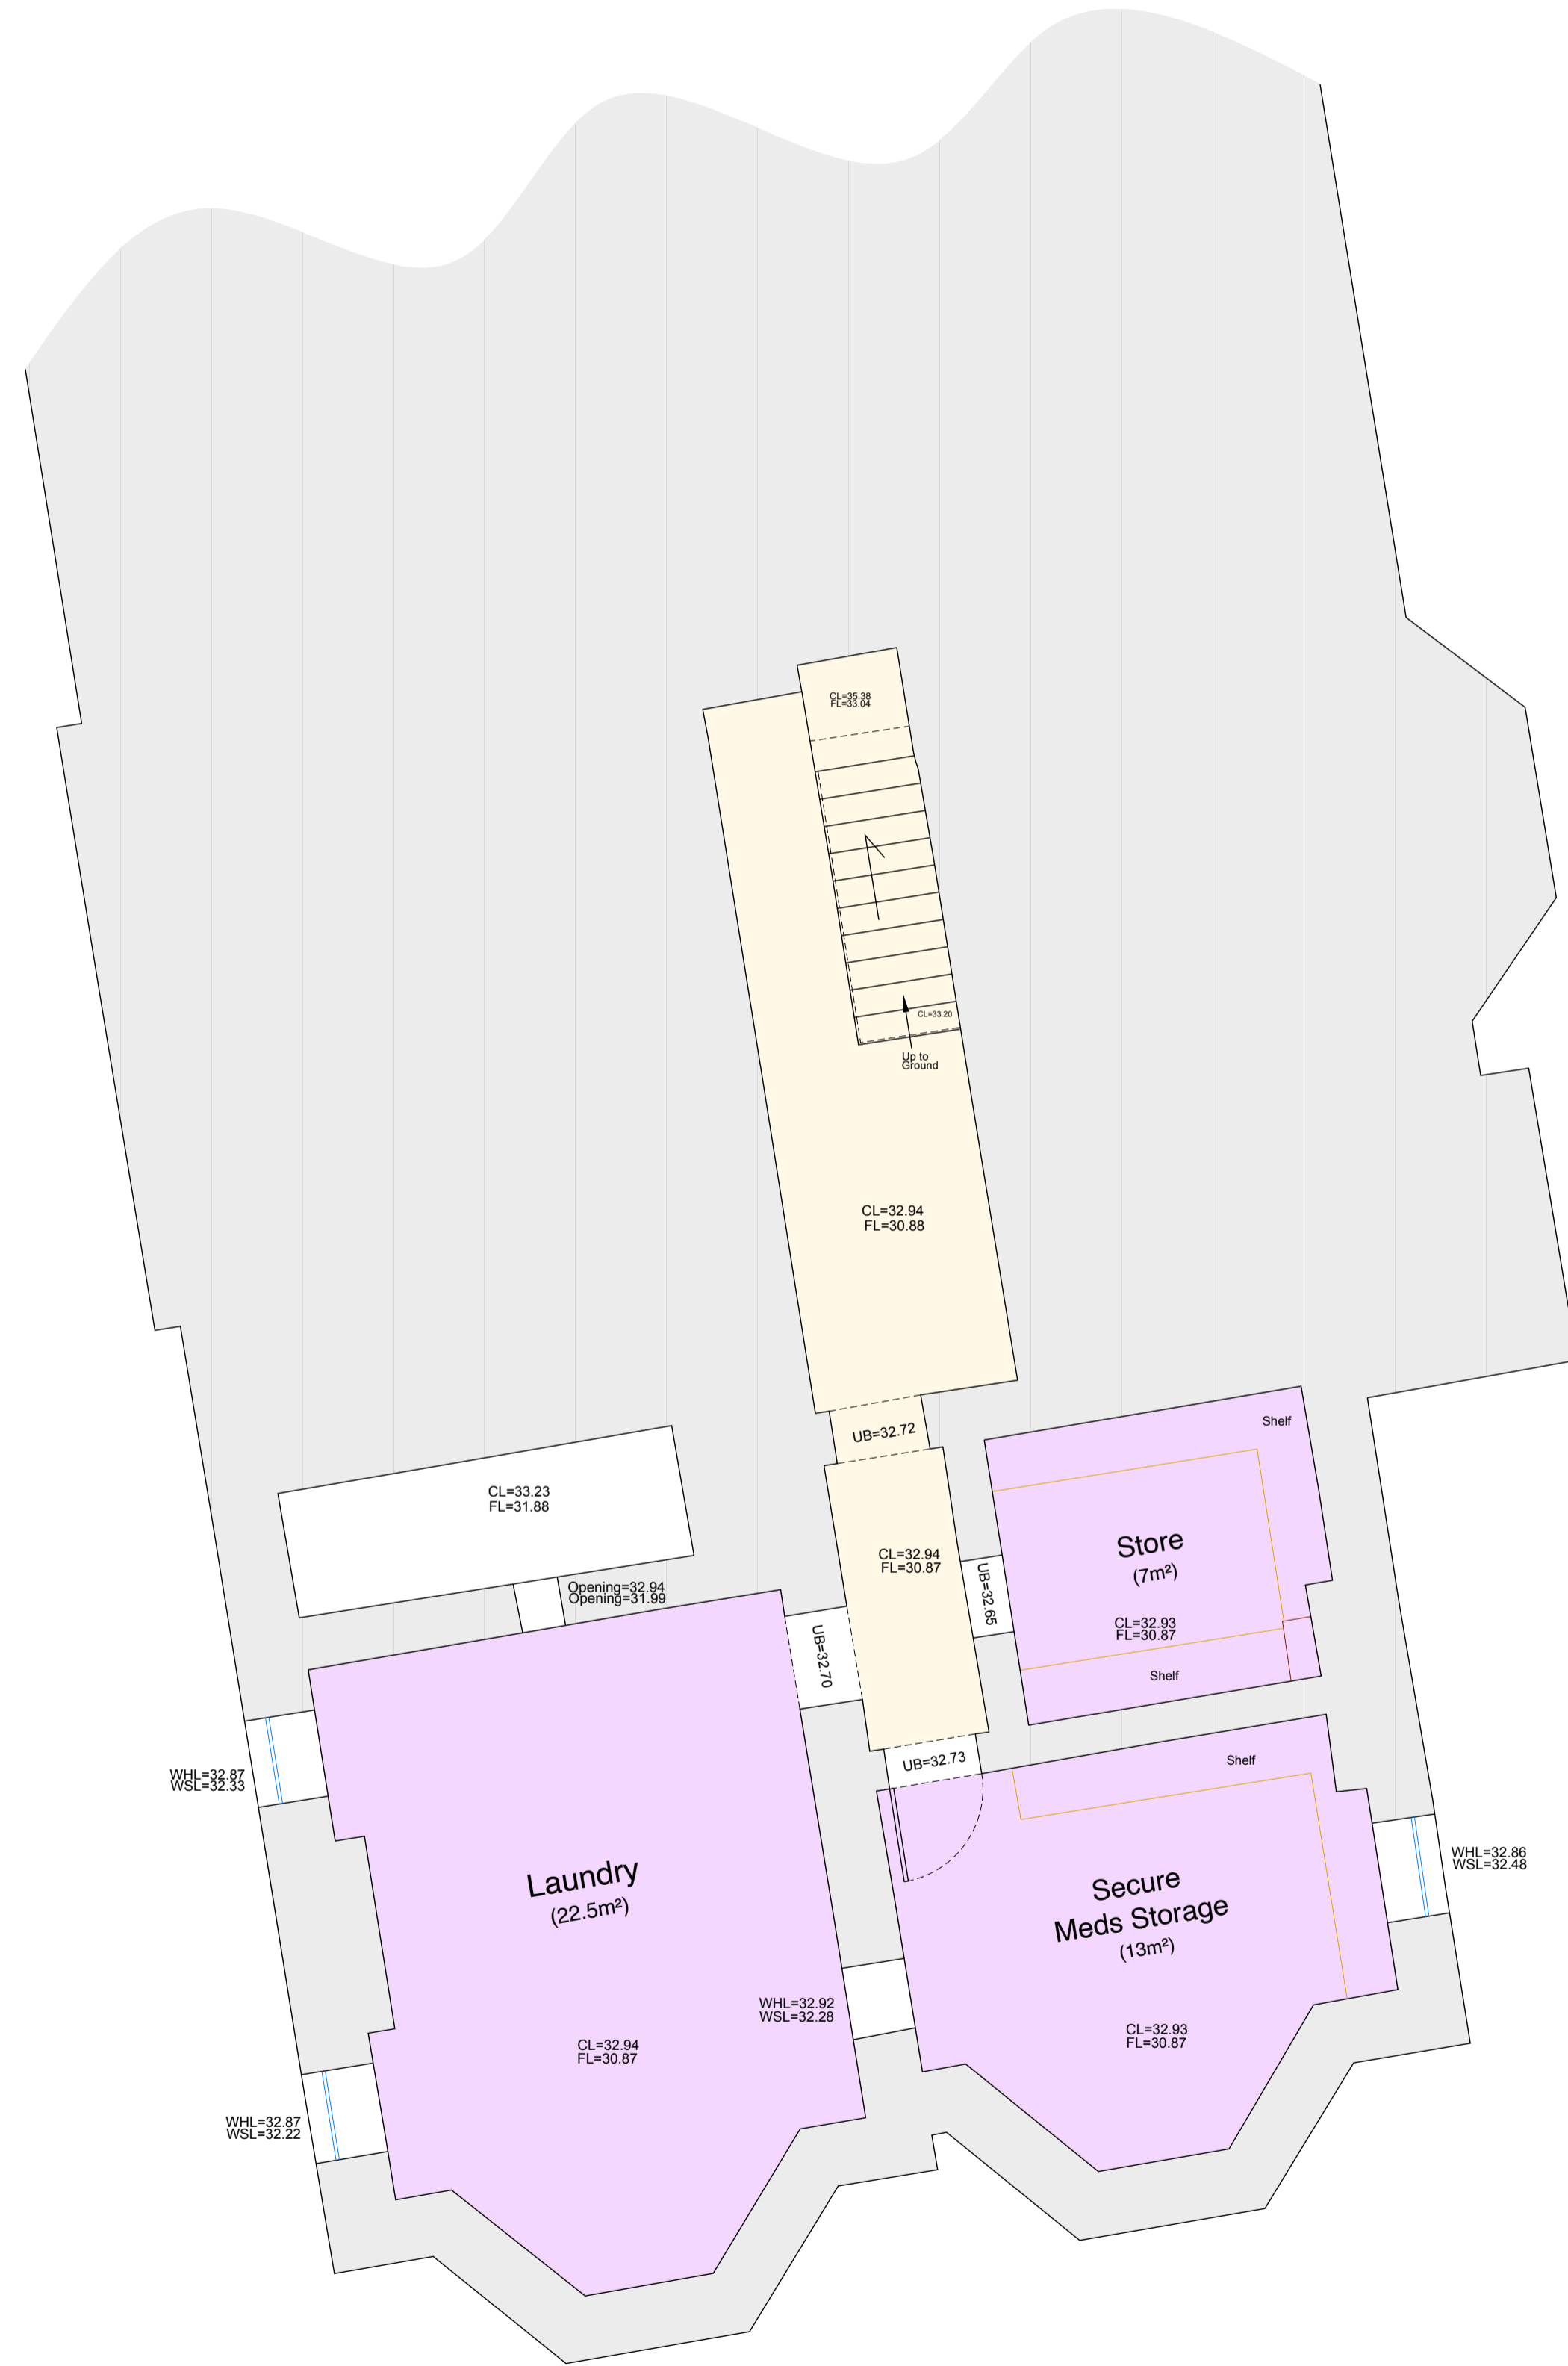 CL=35.38
FL=33.04
CL=33.20
Up to
Ground
CL=32.94
FL=30.88
Shelf
UB=32.72
CL=33.23
FL=31.88
Store
(7m²)
CL=32.94
FL=30.87
UB=32.65
Opening=32.94
Opening=31.99
CL=32.93
FL=30.87
UB=32.70
Shelf
UB=32.73
Shelf
WHL=32.87
WSL=32.33
WHL=32.86
WSL=32.48
Laundry
(22.5m²)
Secure
Meds Storage
(13m²)
WHL=32.92
WSL=32.28
CL=32.93
FL=30.87
CL=32.94
FL=30.87
WHL=32.87
WSL=32.22